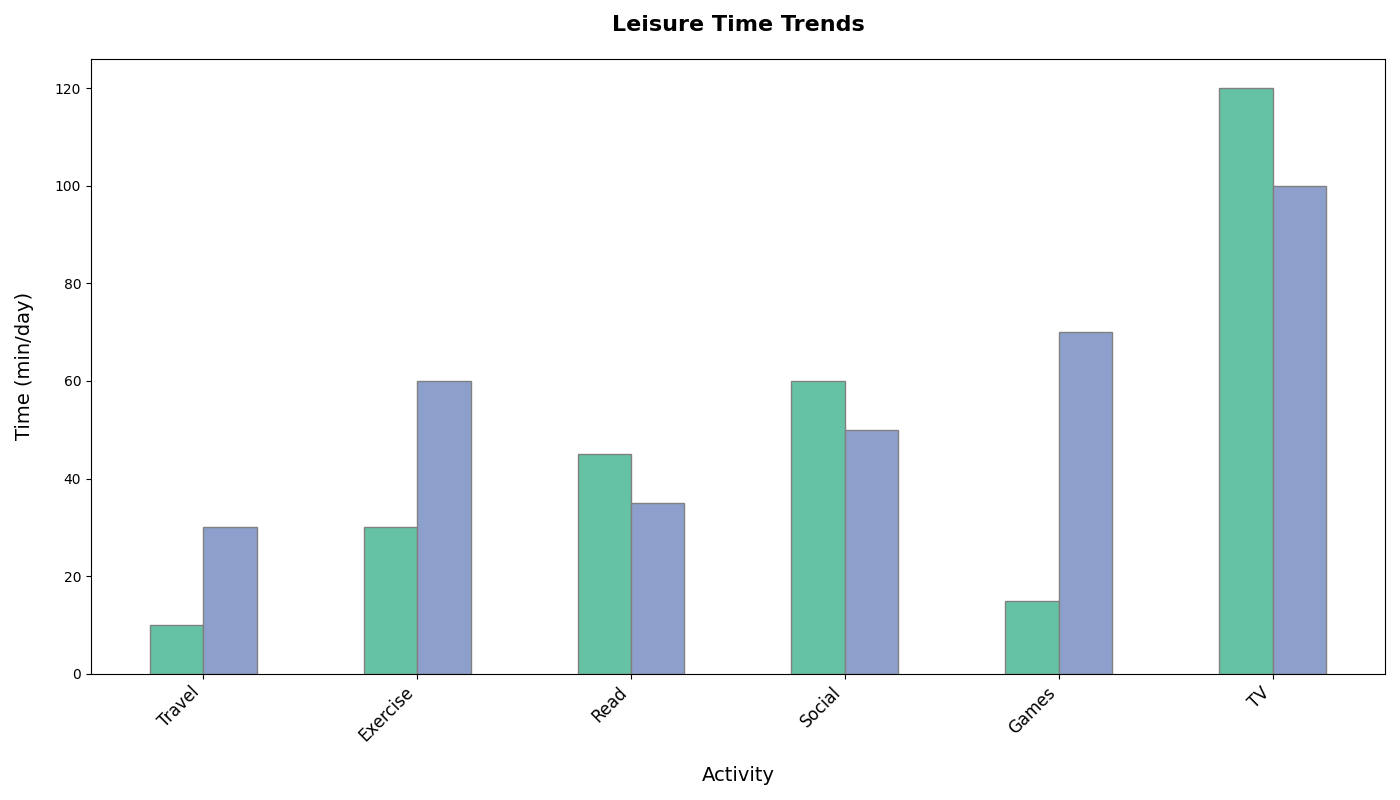 Leisure Time Trends
120
100
80
60
40
20
0
Time (min/day)
Travel
Exercise
Read
Social
Games
TV
Activity